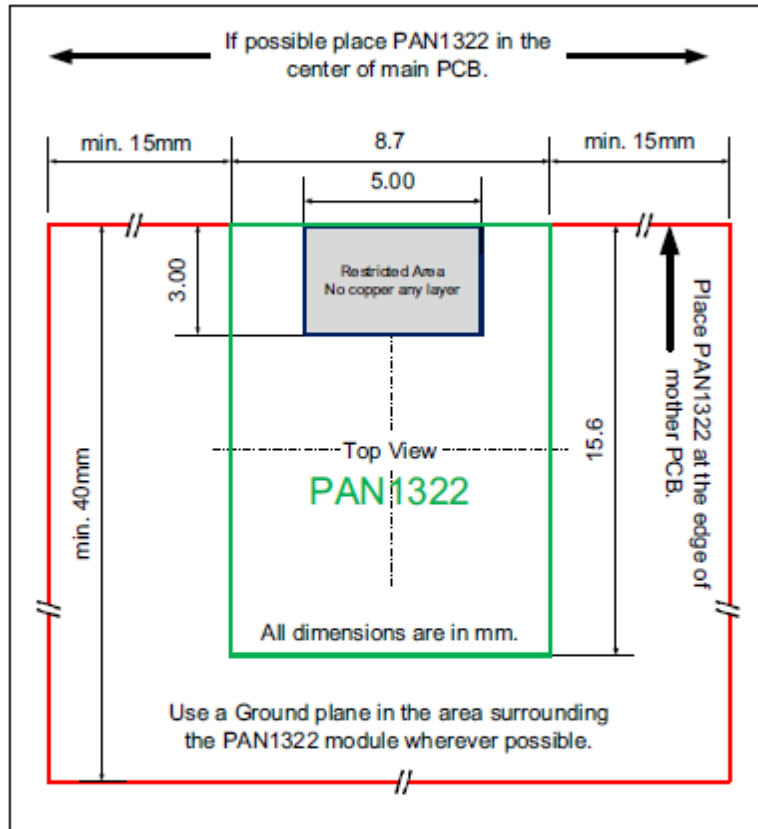 If possible place PAN1322 in the
center of main PCB.
min. 15mm
8.7
min. 15mm
5.00
3.00
Restricted Area
No copper any layer
Place PAN1322 at the edge of
mother PCB.
15.6
min. 40mm
Top View
PAN1322
All dimensions are in mm.
Use a Ground plane in the area surrounding
the PAN1322 module wherever possible.